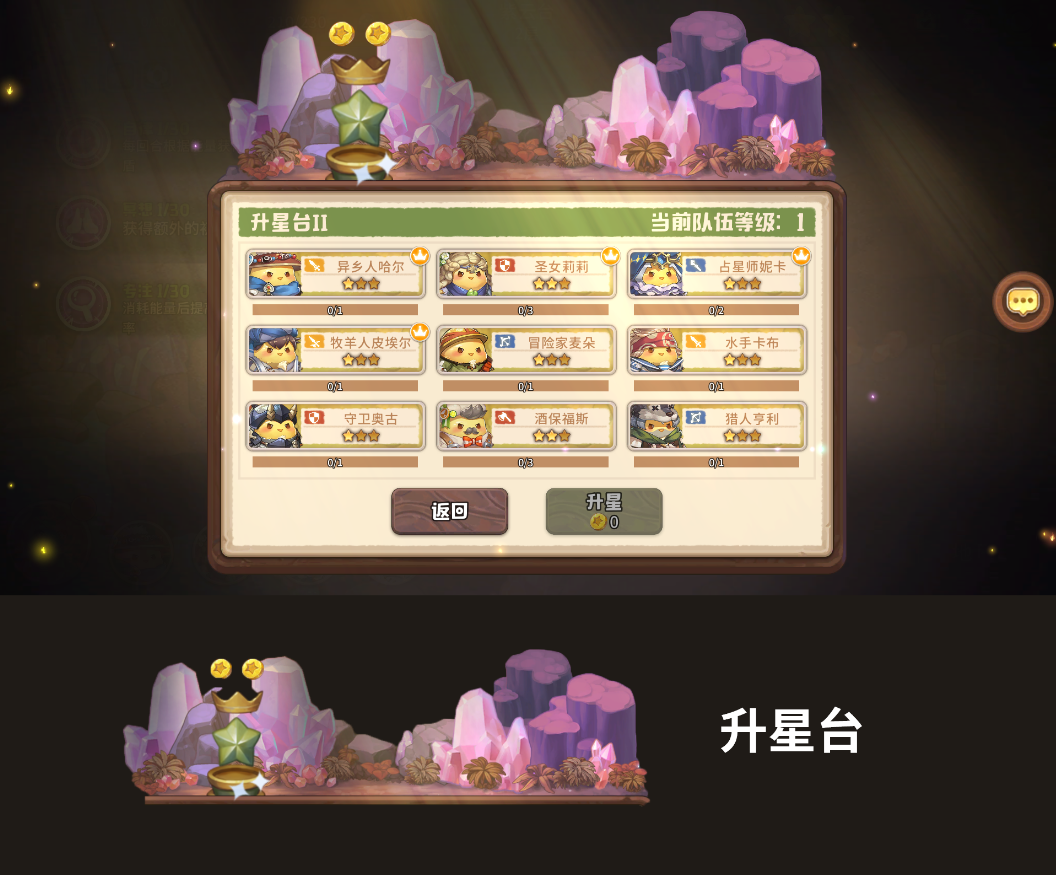 升星台II
当前队伍等级: 1
异乡人哈尔
圣女莉莉
占星师妮卡
0/1
0/3
0/2
牧羊人皮埃尔
冒险家麦朵
水手卡布
0/1
0/1
0/1
守卫奥古
酒保福斯
猎人亨利
0/1
0/3
0/1
返回
升星
0
升星台